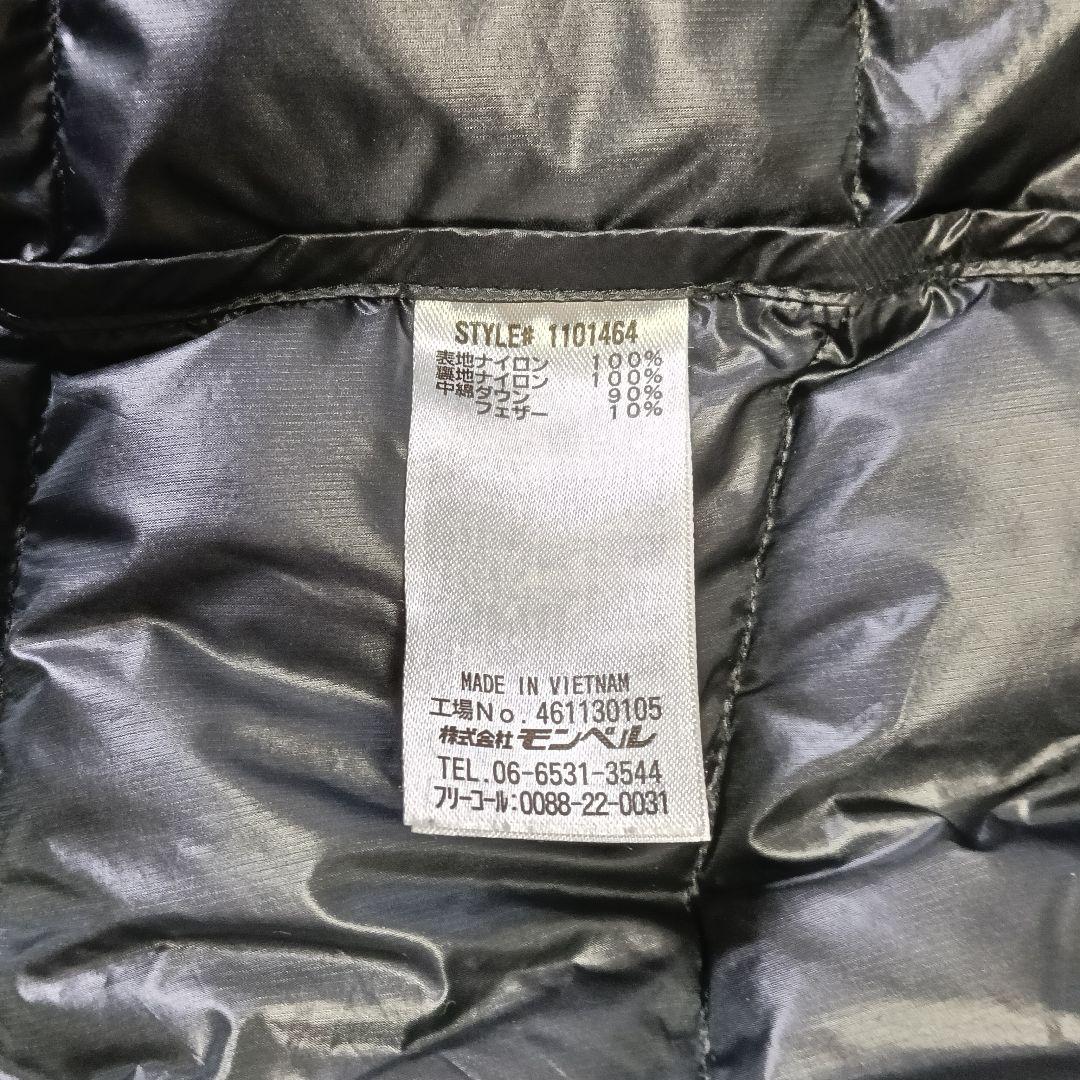 STYLE# 1101464
表地ナイロン 100%
裏地ナイロン 100%
中綿ダウン 90%
フェザー 10%
MADE IN VIETNAM
工場No.461130105
株式会社モンベル
TEL.06-6531-3544
フリーコール:0088-22-0031